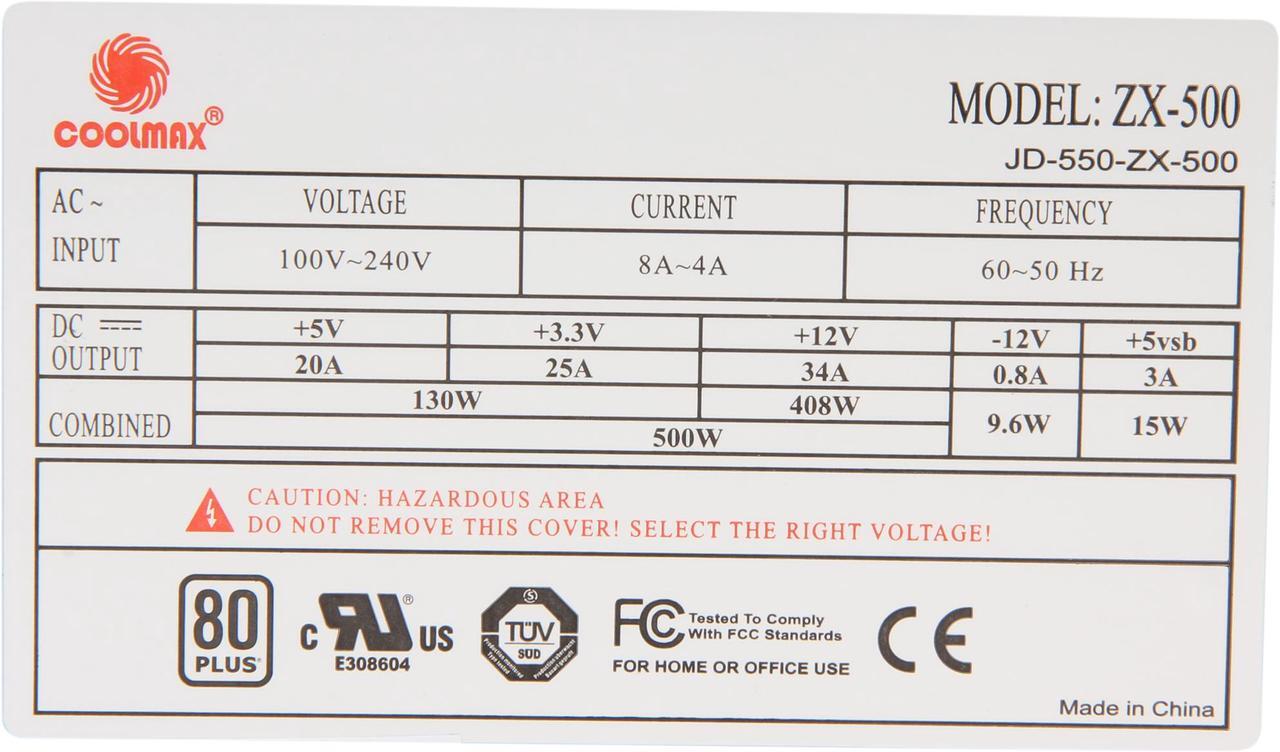 COOLMAX®
MODEL: ZX-500
JD-550-ZX-500
AC ~ INPUT
VOLTAGE CURRENT FREQUENCY
100V~240V 8A~4A 60~50 Hz
DC OUTPUT
+5V +3.3V +12V -12V +5vsb
20A 25A 34A 0.8A 3A
COMBINED
130W 408W 9.6W 15W
500W
CAUTION: HAZARDOUS AREA
DO NOT REMOVE THIS COVER! SELECT THE RIGHT VOLTAGE!
80 PLUS®
C RU® US
E308604
S
TÜV
SÜD
FC Tested To Comply
With FCC Standards
FOR HOME OR OFFICE USE
CE
Made in China